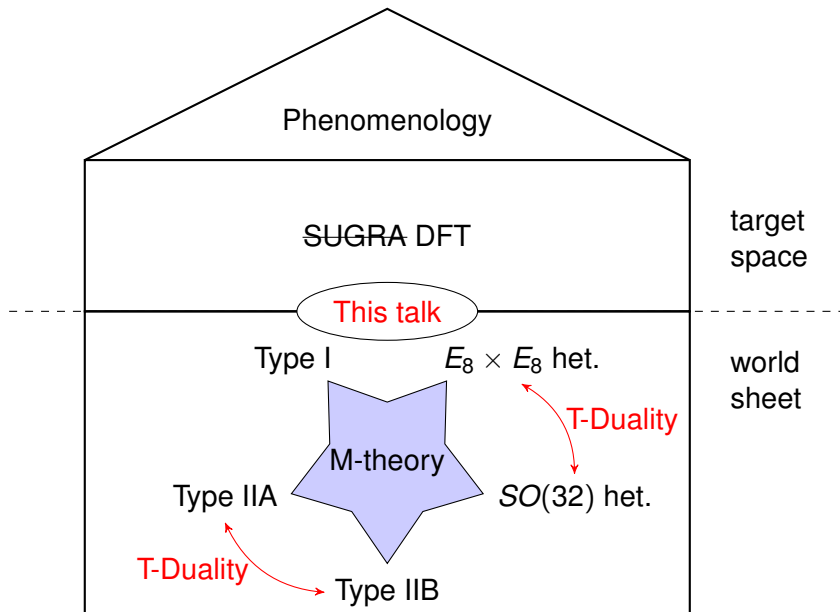 Phenomenology
SUGRA DFT
target
space
This talk
Type I
E₈ × E₈ het.
world
sheet
T-Duality
M-theory
Type IIA
SO(32) het.
T-Duality
Type IIB